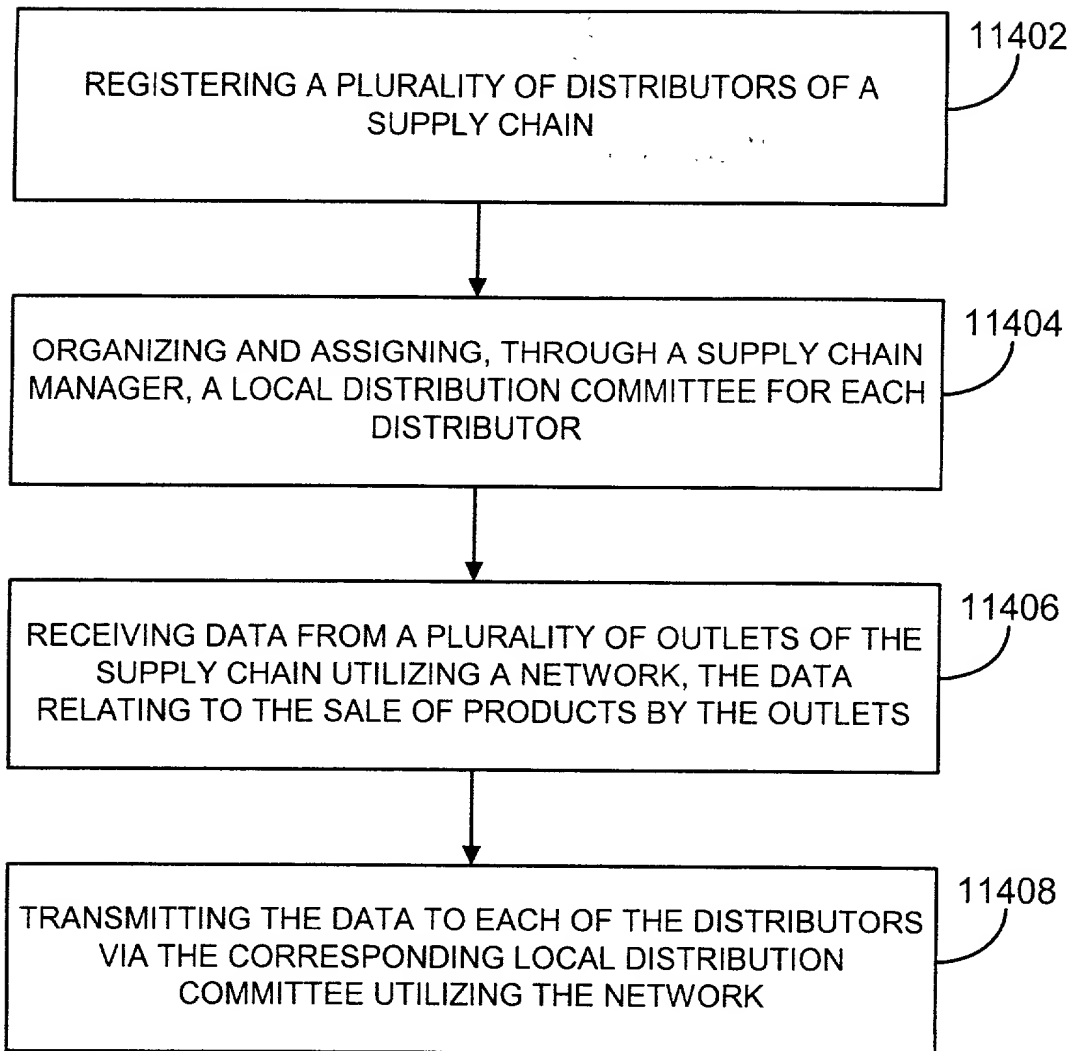 11402
REGISTERING A PLURALITY OF DISTRIBUTORS OF A
SUPPLY CHAIN
11404
ORGANIZING AND ASSIGNING, THROUGH A SUPPLY CHAIN
MANAGER, A LOCAL DISTRIBUTION COMMITTEE FOR EACH
DISTRIBUTOR
11406
RECEIVING DATA FROM A PLURALITY OF OUTLETS OF THE
SUPPLY CHAIN UTILIZING A NETWORK, THE DATA
RELATING TO THE SALE OF PRODUCTS BY THE OUTLETS
11408
TRANSMITTING THE DATA TO EACH OF THE DISTRIBUTORS
VIA THE CORRESPONDING LOCAL DISTRIBUTION
COMMITTEE UTILIZING THE NETWORK